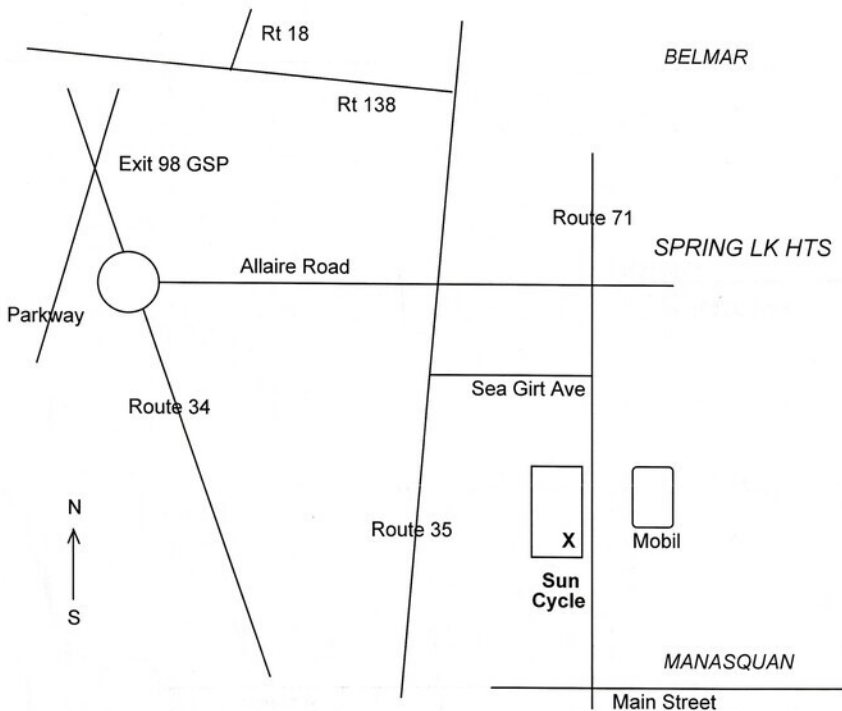 Rt 18
BELMAR
Rt 138
Exit 98 GSP
Route 71
SPRING LK HTS
Allaire Road
Parkway
Sea Girt Ave
Route 34
N
Route 35
X
Mobil
S
Sun
Cycle
MANASQUAN
Main Street